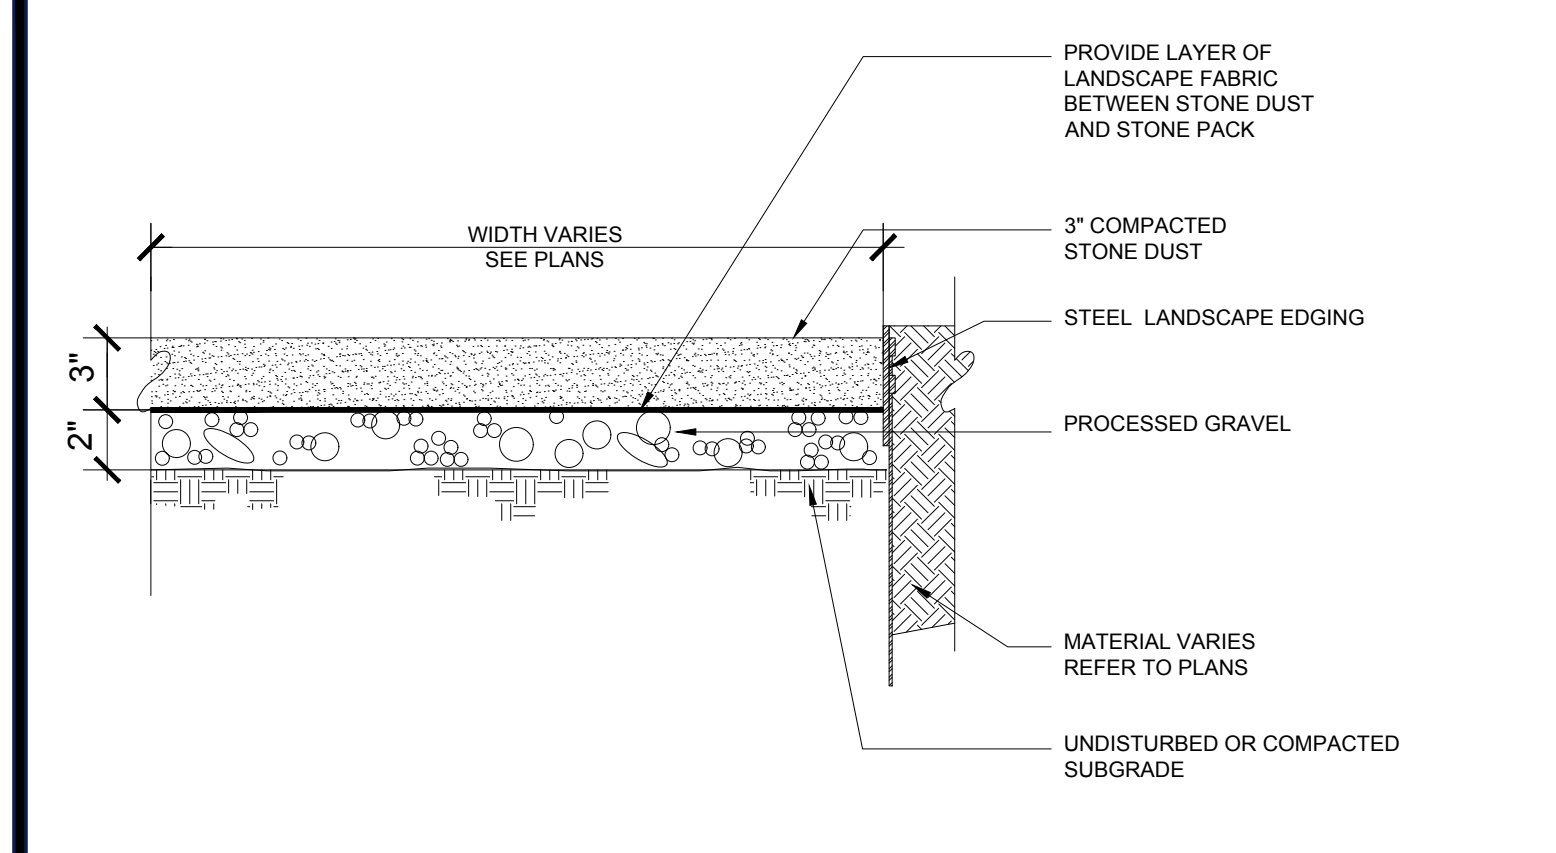 PROVIDE LAYER OF
LANDSCAPE FABRIC
BETWEEN STONE DUST
AND STONE PACK
WIDTH VARIES
SEE PLANS
3" COMPACTED
STONE DUST
STEEL LANDSCAPE EDGING
3"
2"
PROCESSED GRAVEL
MATERIAL VARIES
REFER TO PLANS
UNDISTURBED OR COMPACTED
SUBGRADE